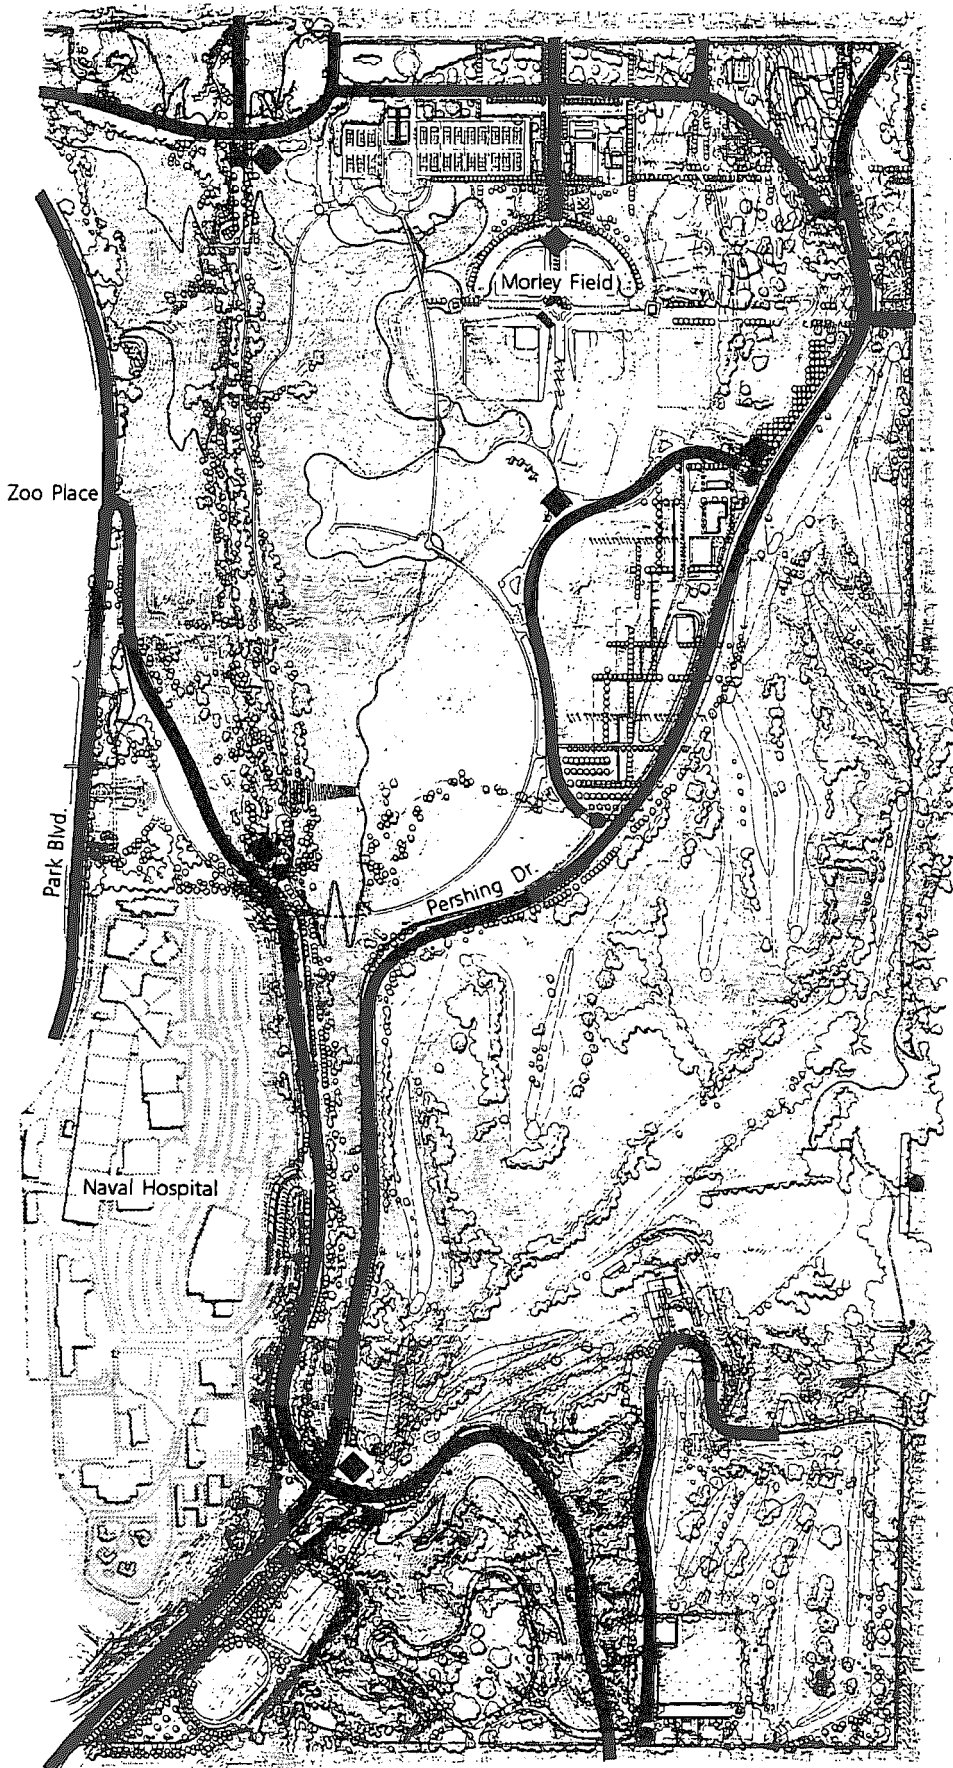 Morley Field
Zoo Place
Park Blvd.
Pershing Dr.
Naval Hospital